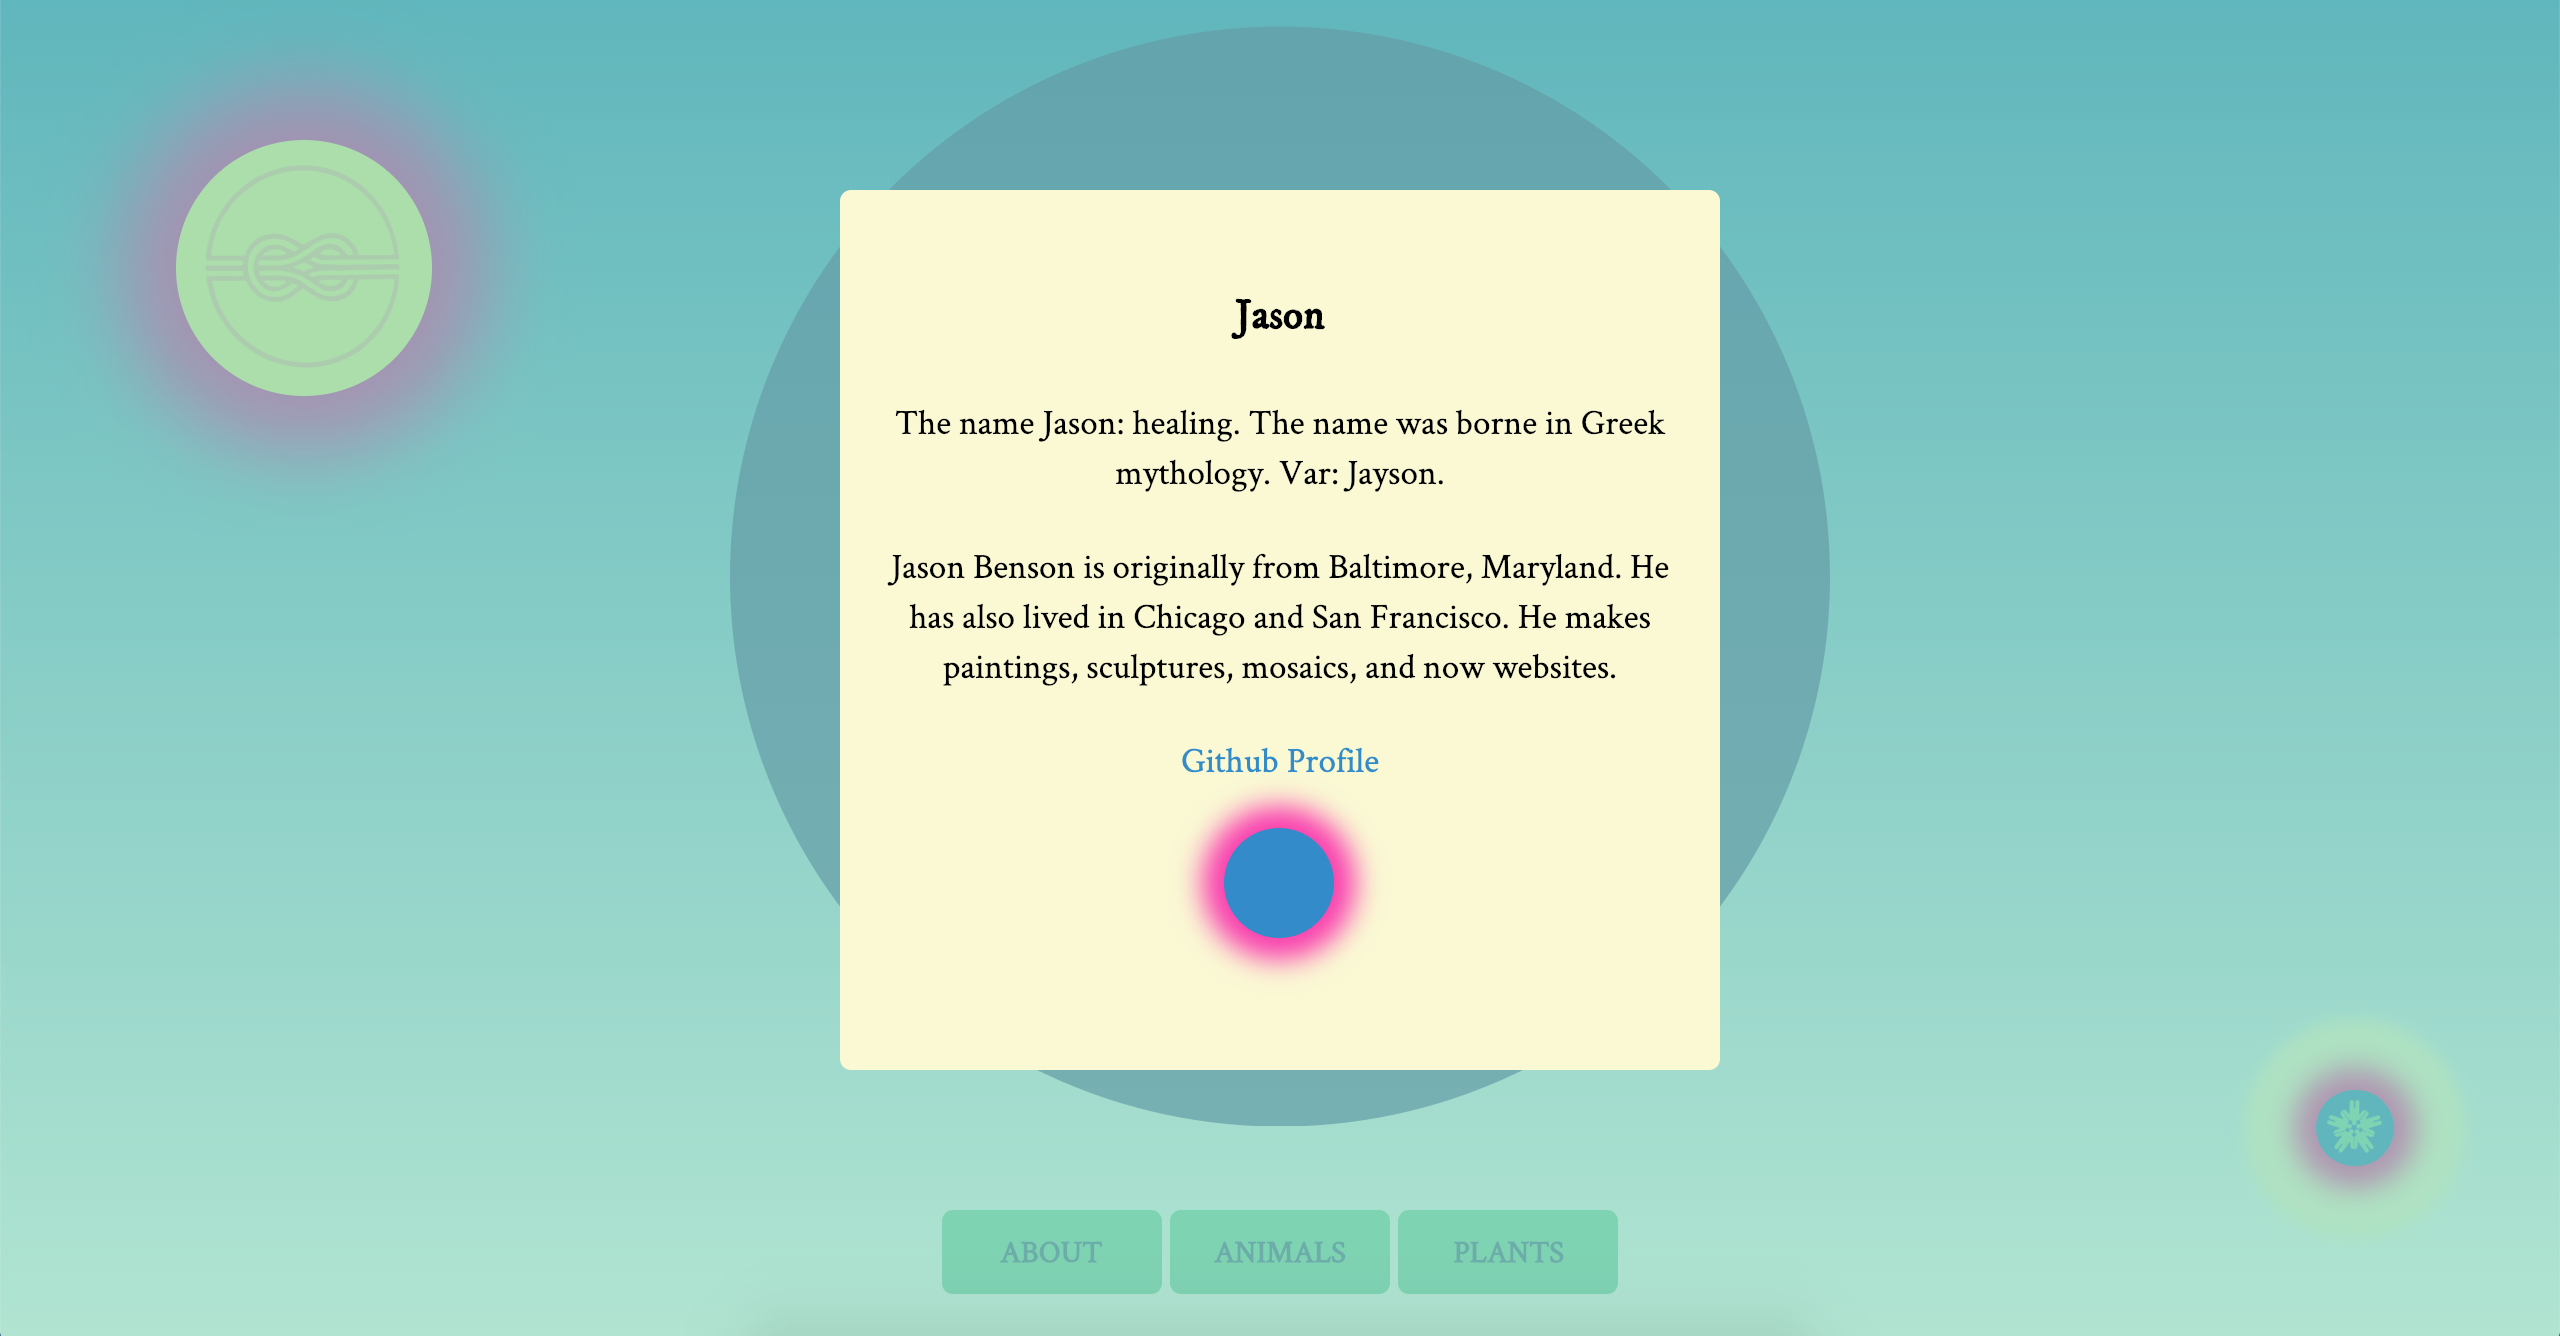 Jason
The name Jason: healing. The name was borne in Greek
mythology. Var: Jayson.
Jason Benson is originally from Baltimore, Maryland. He
has also lived in Chicago and San Francisco. He makes
paintings, sculptures, mosaics, and now websites.
Github Profile
ABOUT ANIMALS PLANTS